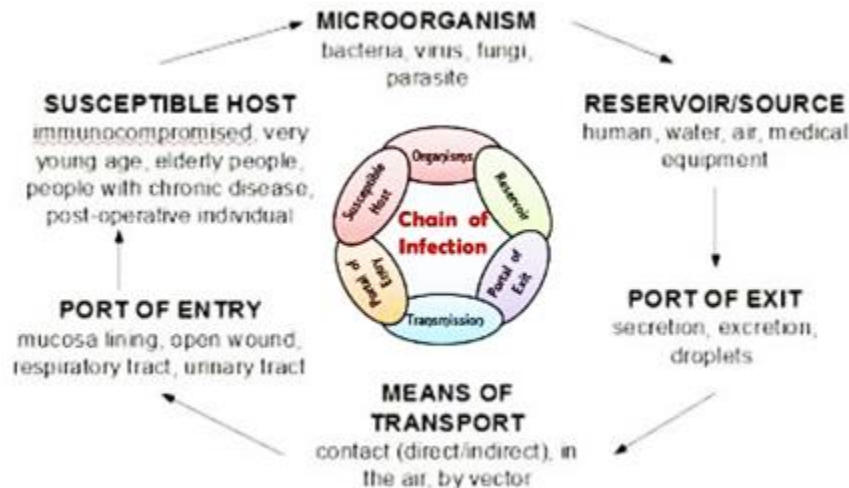 MICROORGANISM
bacteria, virus, fungi,
parasite
SUSCEPTIBLE HOST
immunocompromised, very
young age, elderly people,
people with chronic disease,
post-operative individual
RESERVOIR/SOURCE
human, water, air, medical
equipment
Organisms
Susceptible
Host
Reservoir
Chain of
Infection
Portal of
Entry
Portal of
Exit
Transmission
PORT OF ENTRY
mucosa lining, open wound,
respiratory tract, urinary tract
PORT OF EXIT
secretion, excretion,
droplets
MEANS OF
TRANSPORT
contact (direct/indirect), in
the air, by vector